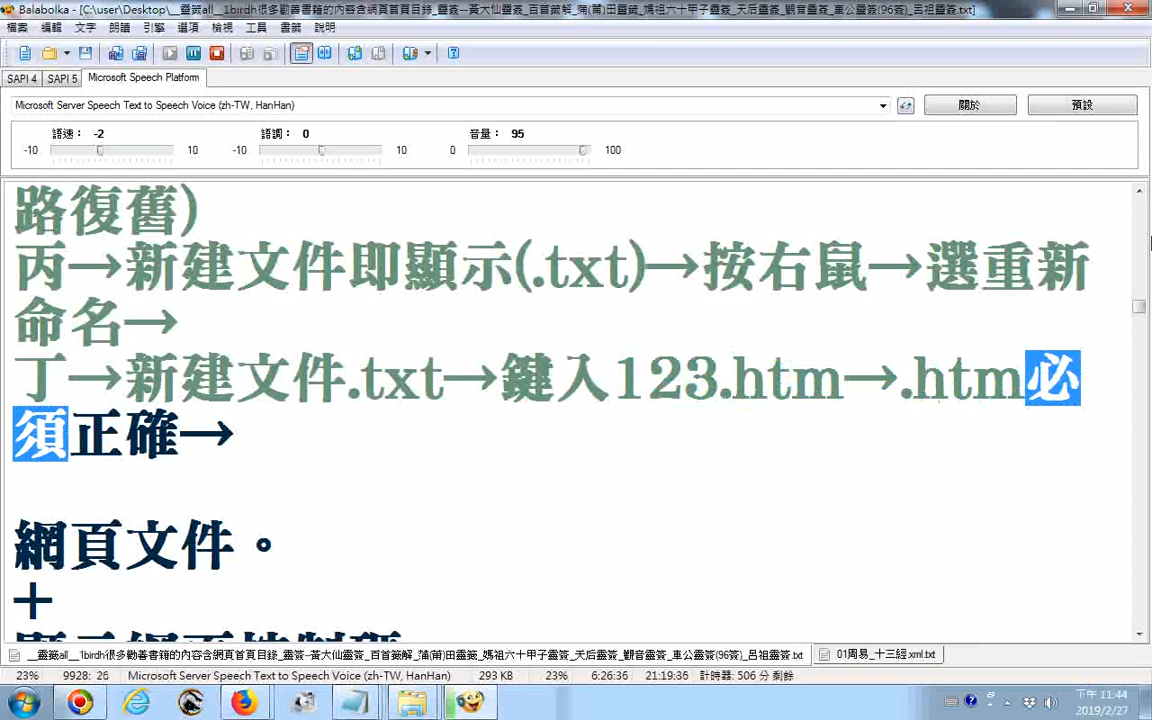 Balabolka - [C:\user\Desktop\__靈籤all__1birdh很多勸善書籍的內容含網頁首頁目錄_靈簽--黃大仙靈簽_百首籤解_蒲(莆)田靈籤_媽祖六十甲子靈簽_天后靈簽_觀音靈簽_車公靈簽(96簽)_呂祖靈簽.txt]
檔案 編輯 文字 朗讀 引擎 選項 檢視 工具 書籤 說明
SAPI 4 SAPI 5 Microsoft Speech Platform
Microsoft Server Speech Text to Speech Voice (zh-TW, HanHan) 關於 預設
語速： -2 語調： 0 音量： 95
-10 10 -10 10 0 100
路復舊)
丙→新建文件即顯示(.txt)→按右鼠→選重新
命名→
丁→新建文件.txt→鍵入123.htm→.htm必
須正確→
網頁文件。
＋
__靈籤all__1birdh很多勸善書籍的內容含網頁首頁目錄_靈簽--黃大仙靈簽_百首籤解_蒲(莆)田靈籤_媽祖六十甲子靈簽_天后靈簽_觀音靈簽_車公靈簽(96簽)_呂祖靈簽.txt 01周易_十三經.xml.txt
23% 9928: 26 Microsoft Server Speech Text to Speech Voice (zh-TW, HanHan) 293 KB 23% 6:26:36 21:19:36 計時器: 506 分 剩餘
下午 11:44
2019/2/27